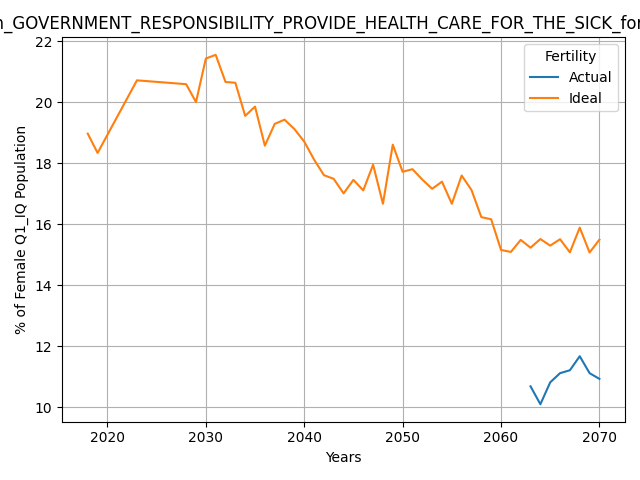 _GOVERNMENT_RESPONSIBILITY_PROVIDE_HEALTH_CARE_FOR_THE_SICK_for
Fertility
Actual
Ideal
% of Female Q1_IQ Population
22
20
18
16
14
12
10
2020 2030 2040 2050 2060 2070
Years